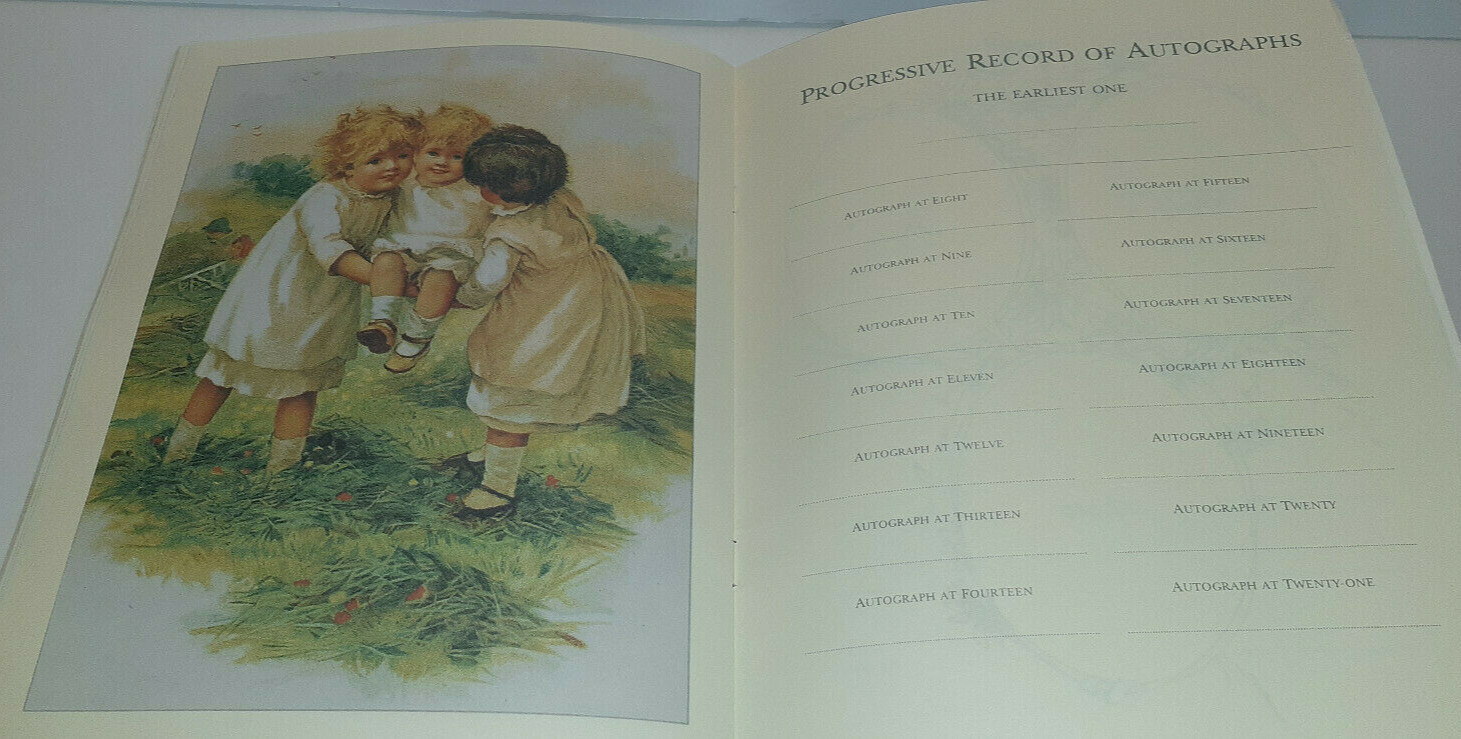 PROGRESSIVE RECORD OF AUTOGRAPHS
THE EARLIEST ONE
AUTOGRAPH AT EIGHT
AUTOGRAPH AT NINE
AUTOGRAPH AT TEN
AUTOGRAPH AT ELEVEN
AUTOGRAPH AT TWELVE
AUTOGRAPH AT THIRTEEN
AUTOGRAPH AT FOURTEEN
AUTOGRAPH AT FIFTEEN
AUTOGRAPH AT SIXTEEN
AUTOGRAPH AT SEVENTEEN
AUTOGRAPH AT EIGHTEEN
AUTOGRAPH AT NINETEEN
AUTOGRAPH AT TWENTY
AUTOGRAPH AT TWENTY-ONE